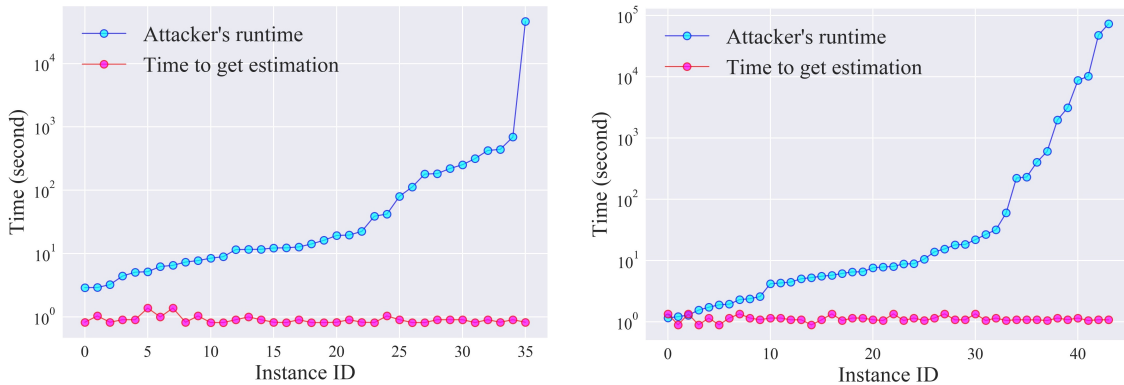 Attacker's runtime
Time to get estimation
10^4
10^3
10^2
10^1
10^0
Time (second)
0 5 10 15 20 25 30 35
Instance ID
Attacker's runtime
Time to get estimation
10^5
10^4
10^3
10^2
10^1
10^0
Time (second)
0 10 20 30 40
Instance ID